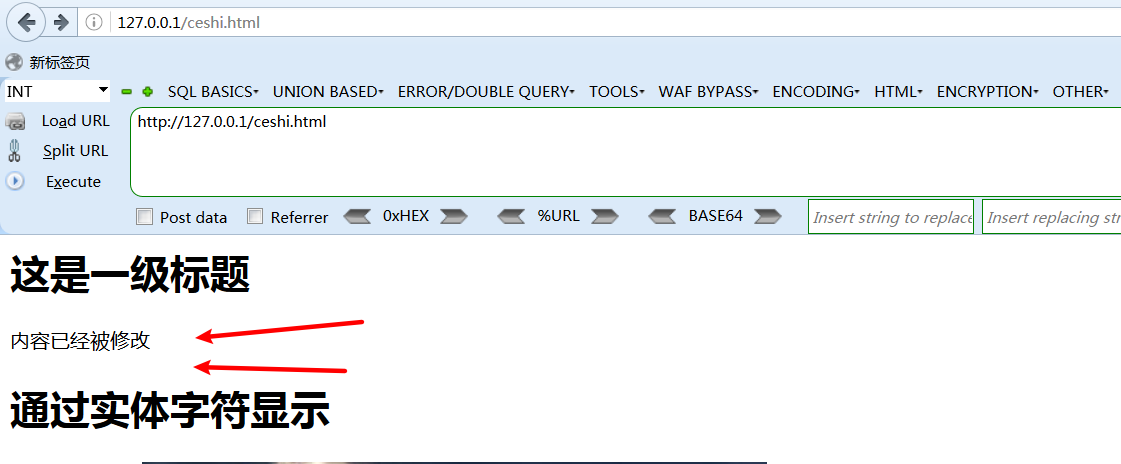 127.0.0.1/ceshi.html
新标签页
INT SQL BASICS UNION BASED ERROR/DOUBLE QUERY TOOLS WAF BYPASS ENCODING HTML ENCRYPTION OTHER
Load URL http://127.0.0.1/ceshi.html
Split URL
Execute
Post data Referrer 0xHEX %URL BASE64 Insert string to replace Insert replacing str
这是一级标题
内容已经被修改
通过实体字符显示